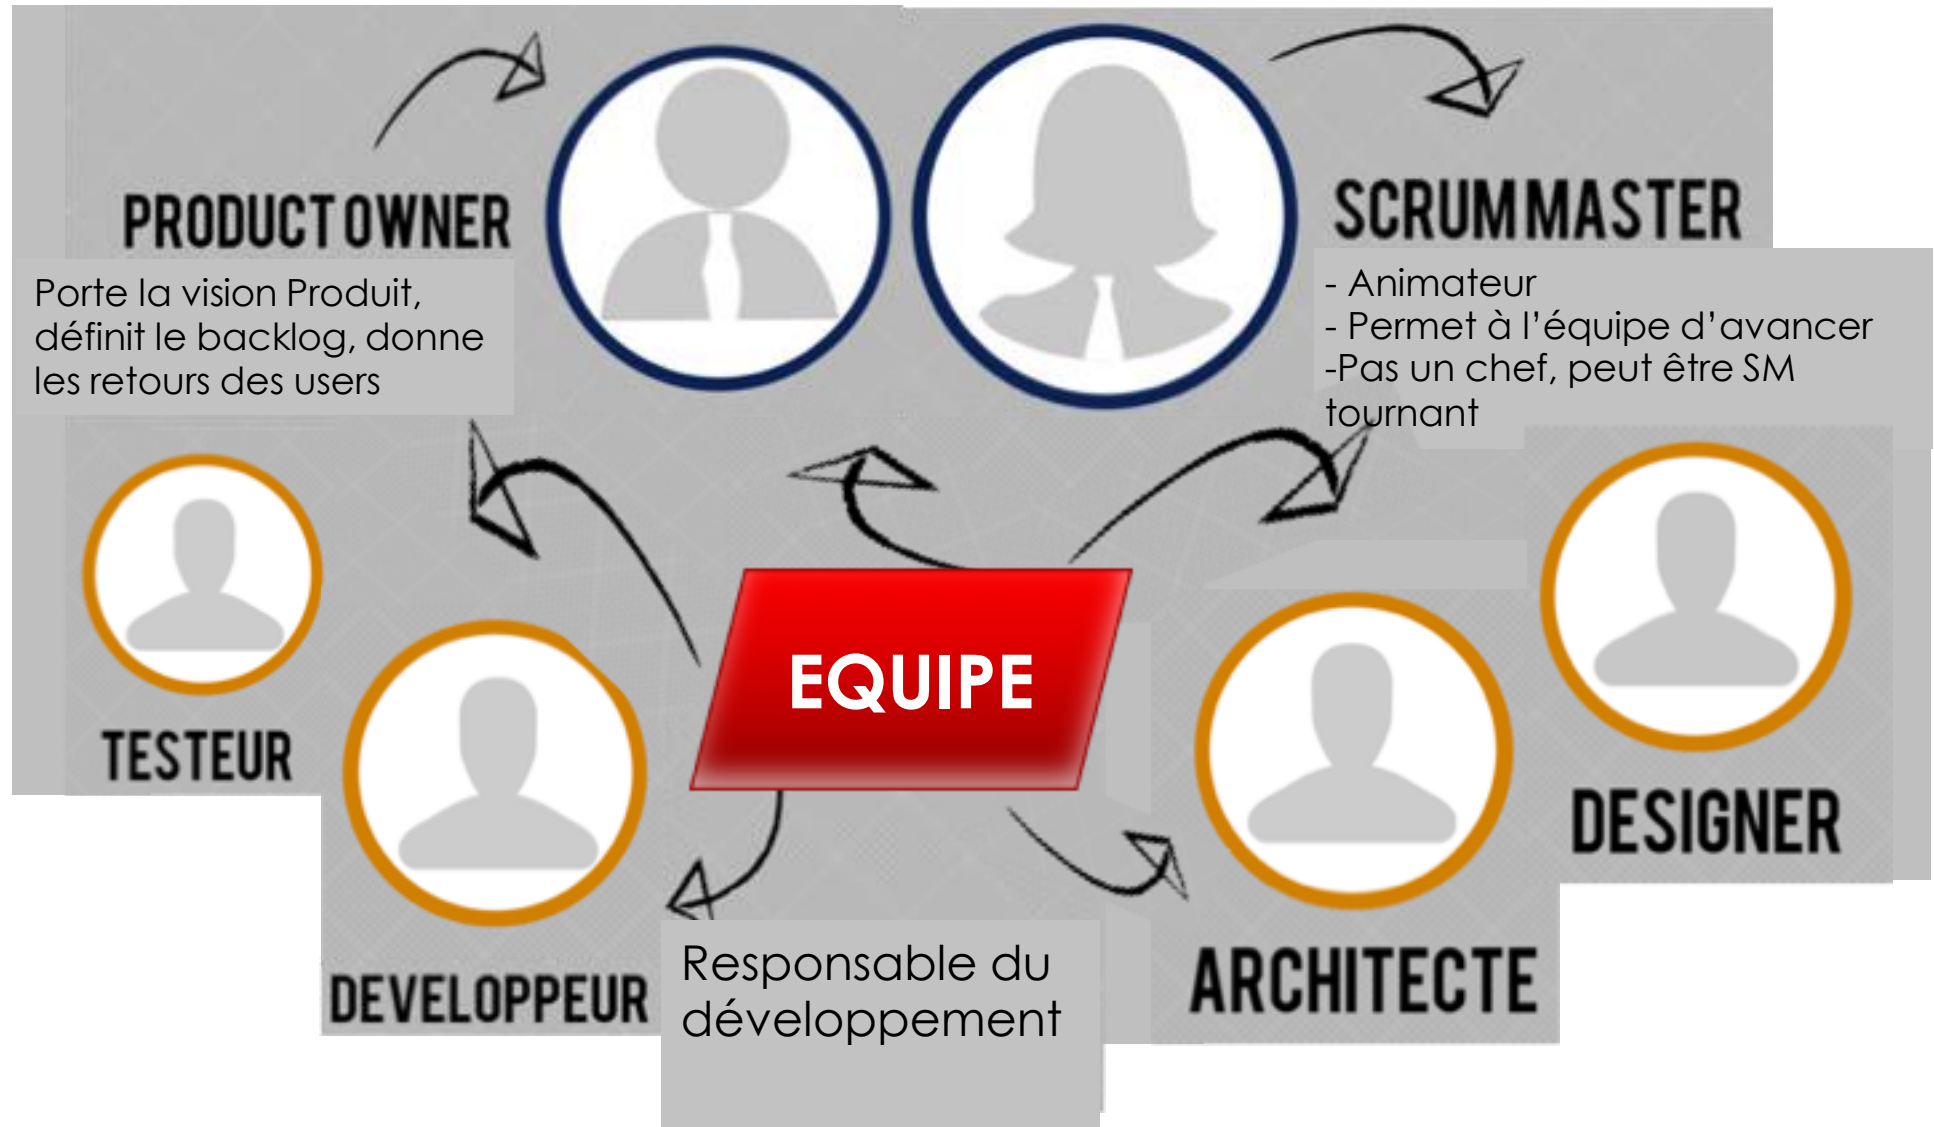 PRODUCT OWNER
Porte la vision Produit,
définit le backlog, donne
les retours des users
SCRUM MASTER
- Animateur
- Permet à l'équipe d'avancer
-Pas un chef, peut être SM
tournant
TESTEUR
DEVELOPPEUR
EQUIPE
Responsable du
développement
ARCHITECTE
DESIGNER